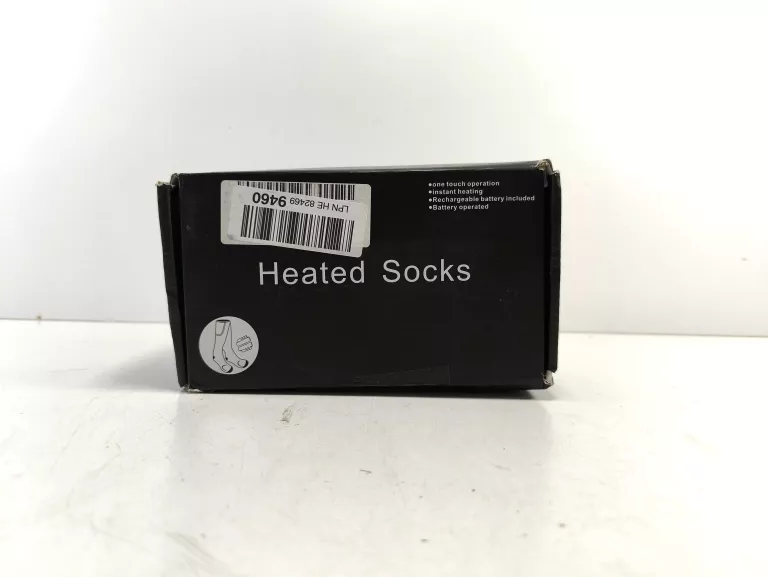 LPN HE 82469 9460
•one touch operation
•instant heating
•Rechargeable battery included
•Battery operated
Heated Socks